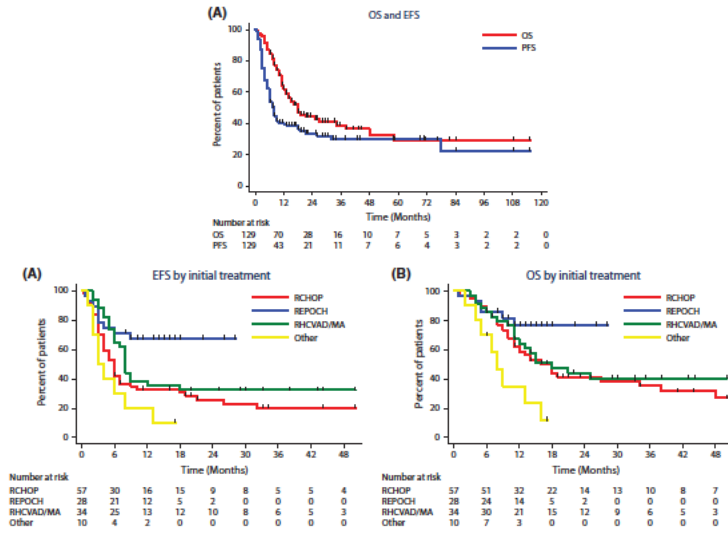 (A)
OS and EFS
OS
PFS
Percent of patients
100
80
60
40
20
0
0 12 24 36 48 60 72 84 96 108 120
Time (Months)
Number at risk
OS 129 70 28 16 10 7 5 3 2 2 0
PFS 129 43 21 11 7 6 4 3 2 2 0
(A)
EFS by initial treatment
RCHOP
REPOCH
RHCVAD/MA
Other
Percent of patients
100
80
60
40
20
0
0 6 12 18 24 30 36 42 48
Time (Months)
Number at risk
RCHOP 57 30 16 15 9 8 5 5 4
REPOCH 28 21 12 5 2 0 0 0 0
RHCVAD/MA 34 25 13 12 10 8 6 5 3
Other 10 4 2 0 0 0 0 0 0
(B)
OS by initial treatment
RCHOP
REPOCH
RHCVAD/MA
Other
Percent of patients
100
80
60
40
20
0
0 6 12 18 24 30 36 42 48
Time (Months)
Number at risk
RCHOP 57 51 32 22 14 13 10 8 7
REPOCH 28 24 14 5 2 0 0 0 0
RHCVAD/MA 34 30 21 15 12 9 6 5 3
Other 10 7 3 0 0 0 0 0 0